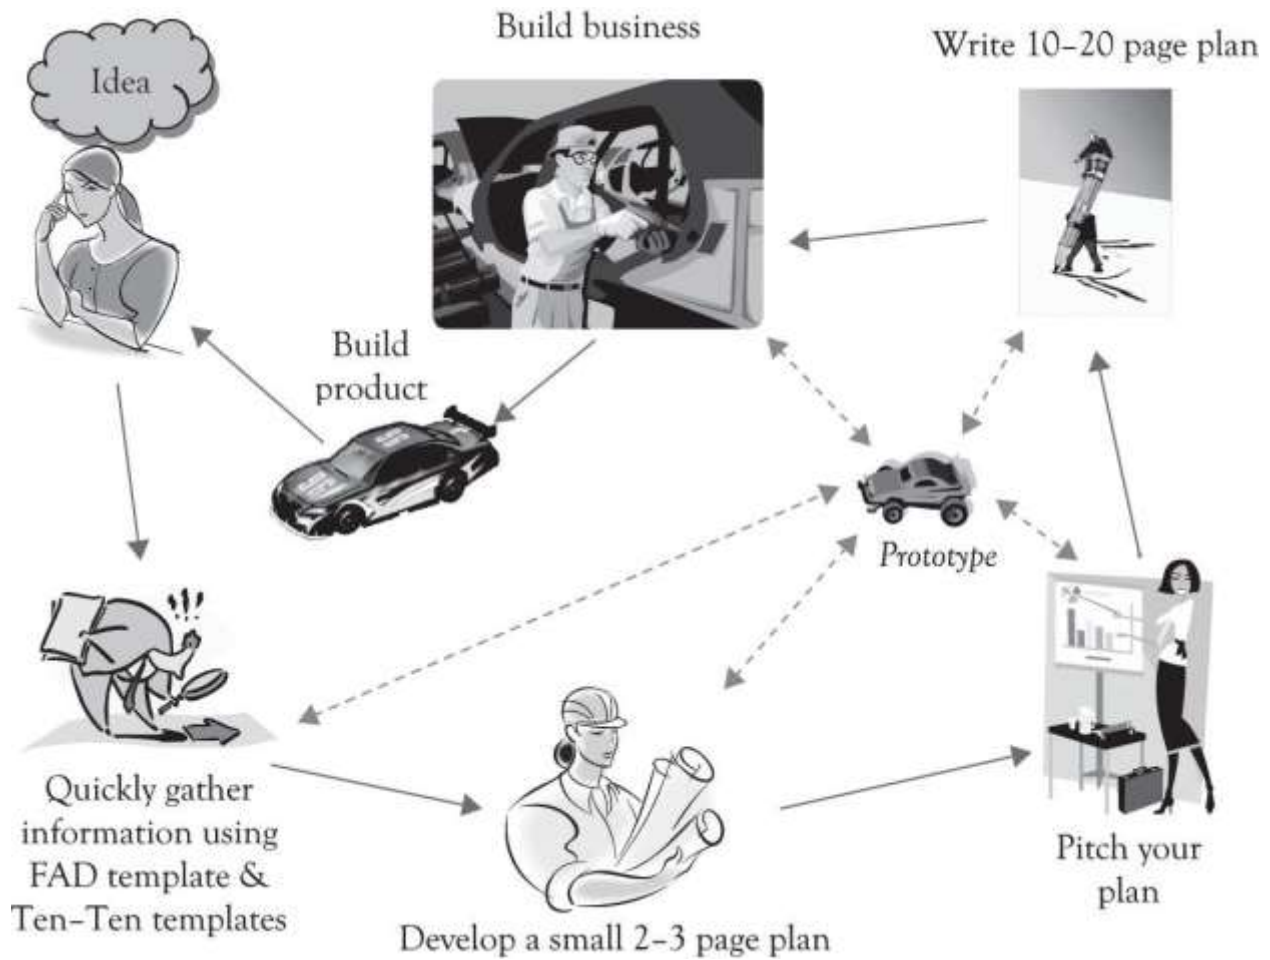 Build business
Write 10–20 page plan
Idea
Build
product
Prototype
Quickly gather
information using
FAD template &
Ten–Ten templates
Develop a small 2–3 page plan
Pitch your
plan